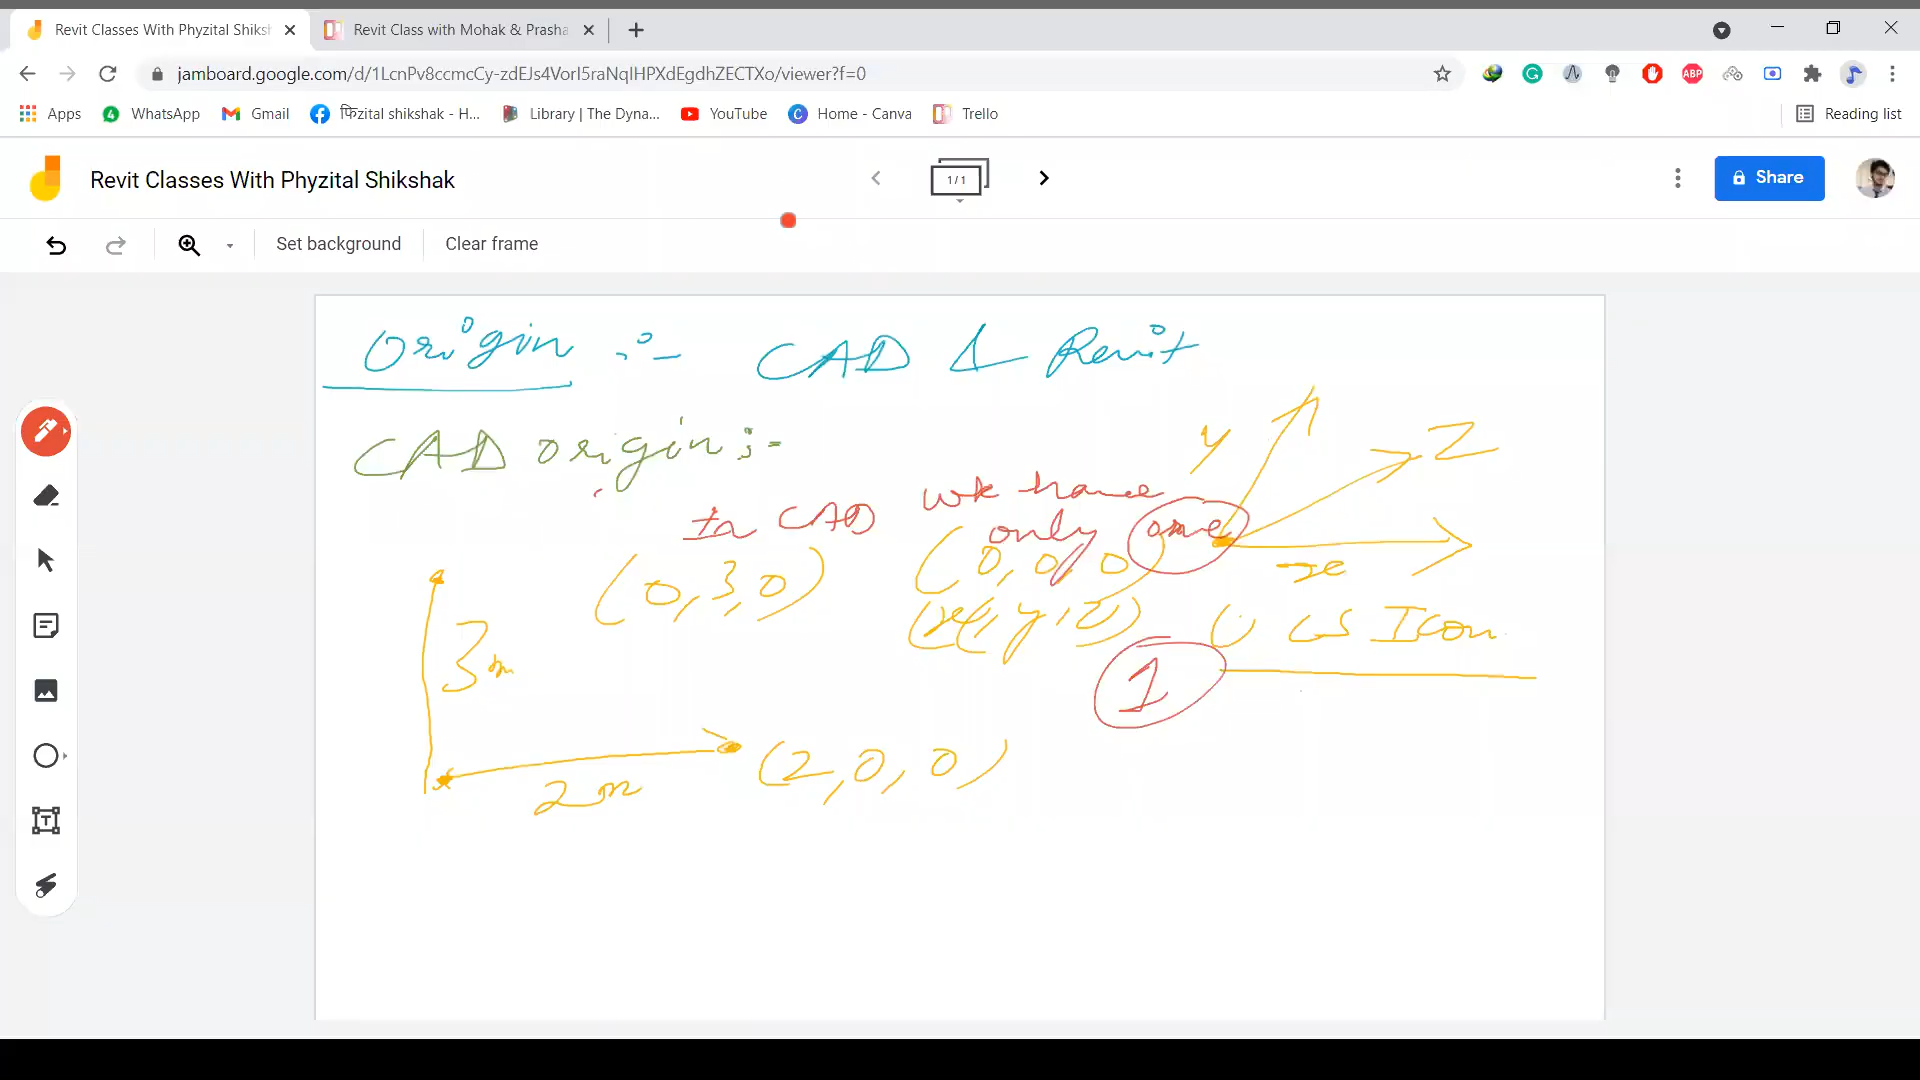 Revit Classes With Phyzital Shiksh
Revit Class with Mohak & Prasha
jamboard.google.com/d/1LcnPv8ccmcCy-zdEJs4VorI5raNqIHPXdEgdhZECTXo/viewer?f=0
ABP
Apps
4 WhatsApp
Gmail
फिzital shikshak - H...
Library | The Dyna...
YouTube
C Home - Canva
Trello
Reading list
Revit Classes With Phyzital Shikshak
1 / 1
Share
Set background
Clear frame
Origin :- CAD & Revit
CAD origin :=
y
Z
In CAD we have
only one
(0,3,0)
(0,0,0)
x
(x, y, z)
UCS Icon
3m
1
(2,0,0)
2m